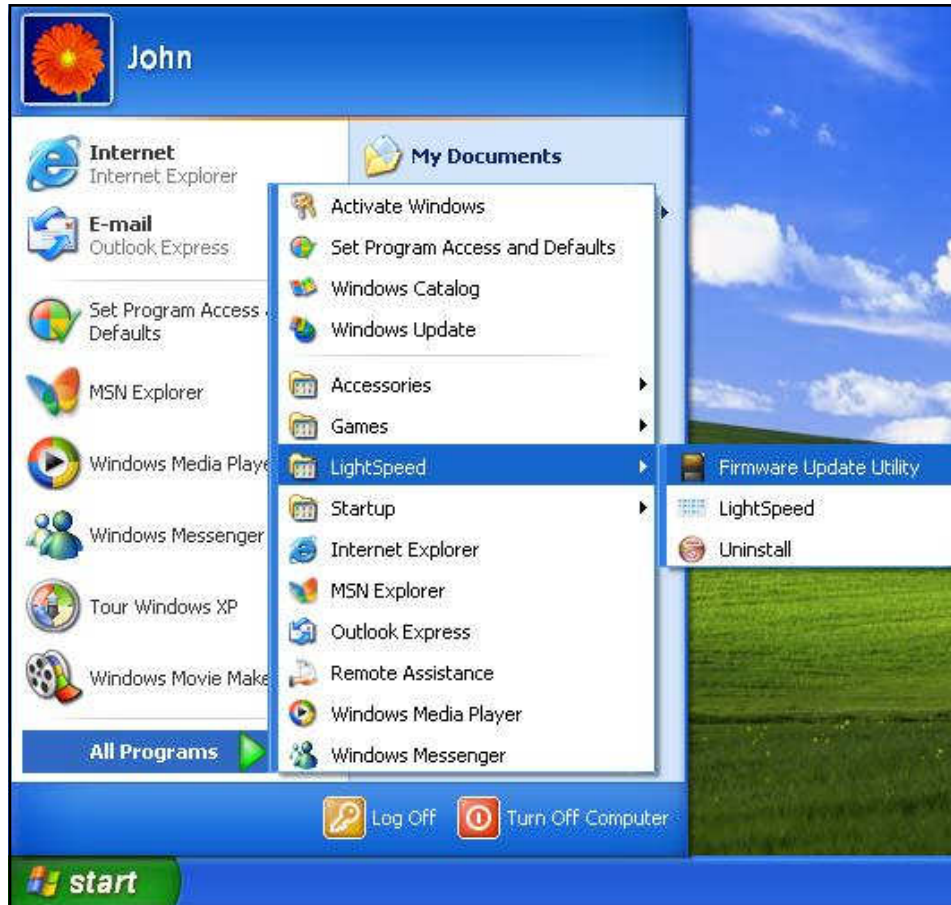 John
Internet
Internet Explorer
E-mail
Outlook Express
Set Program Access
Defaults
MSN Explorer
Windows Media Playe
Windows Messenger
Tour Windows XP
Windows Movie Make
All Programs
My Documents
Activate Windows
Set Program Access and Defaults
Windows Catalog
Windows Update
Accessories
Games
LightSpeed
Startup
Internet Explorer
MSN Explorer
Outlook Express
Remote Assistance
Windows Media Player
Windows Messenger
Firmware Update Utility
LightSpeed
Uninstall
Log Off
Turn Off Computer
start